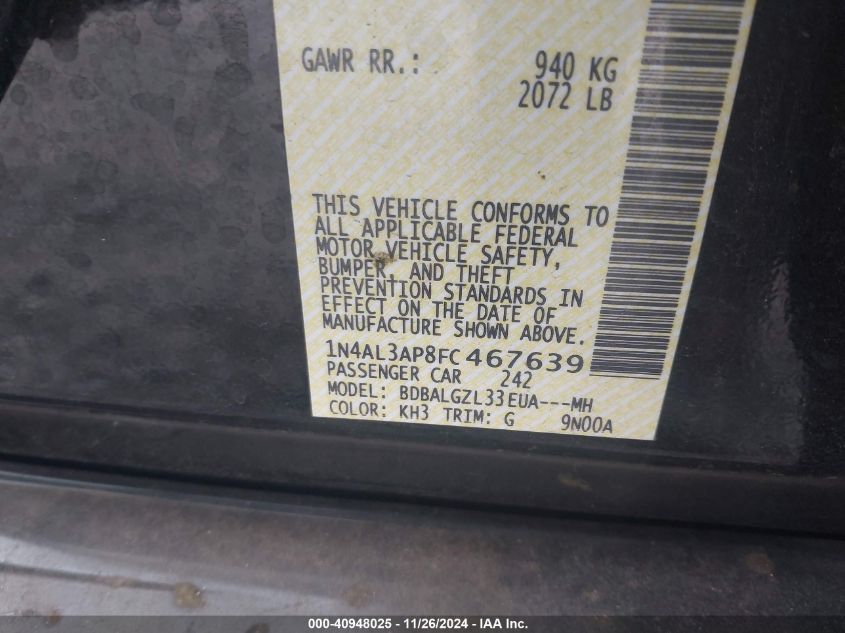 GAWR RR.: 940 KG
2072 LB
THIS VEHICLE CONFORMS TO
ALL APPLICABLE FEDERAL
MOTOR VEHICLE SAFETY,
BUMPER, AND THEFT
PREVENTION STANDARDS IN
EFFECT ON THE DATE OF
MANUFACTURE SHOWN ABOVE.
1N4AL3AP8FC467639
PASSENGER CAR 242
MODEL: BDBALGZL33EUA---MH
COLOR: KH3 TRIM: G 9N00A
000-40948025 - 11/26/2024 - IAA Inc.